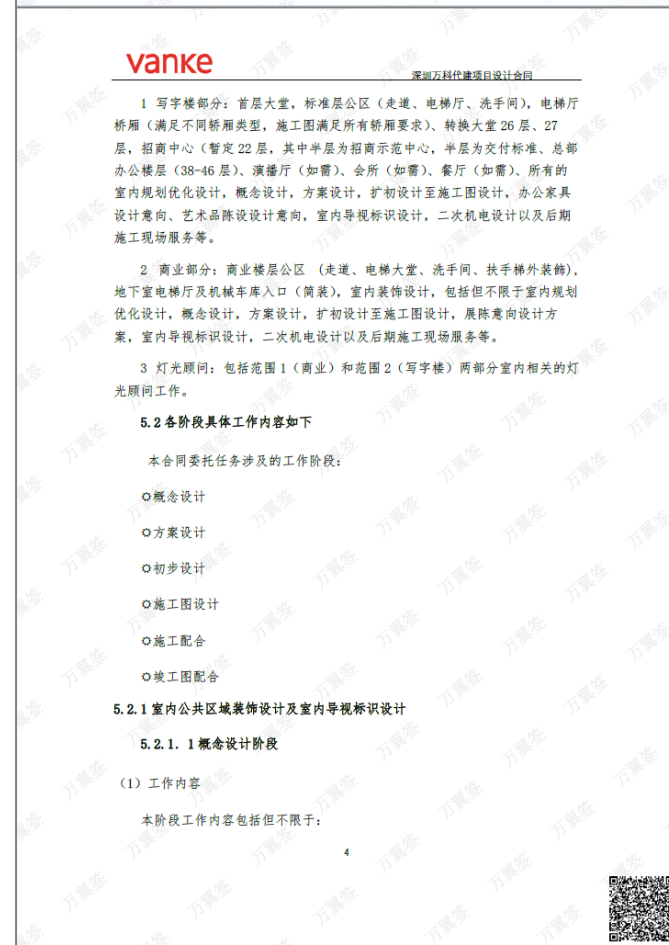 vanke
深圳万科代建项目设计合同
1 写字楼部分：首层大堂，标准层公区（走道、电梯厅、洗手间），电梯厅
桥厢（满足不同轿厢类型，施工图满足所有轿厢要求）、转换大堂 26 层、27
层，招商中心（暂定 22 层，其中半层为招商示范中心，半层为交付标准、总部
办公楼层（38-46 层）、演播厅（如需）、会所（如需）、餐厅（如需）、所有的
室内规划优化设计，概念设计，方案设计，扩初设计至施工图设计，办公家具
设计意向、艺术品陈设设计意向，室内导视标识设计，二次机电设计以及后期
施工现场服务等。
2 商业部分：商业楼层公区 （走道、电梯大堂、洗手间、扶手梯外装飾），
地下室电梯厅及机械车库入口（简装），室内装饰设计，包括但不限于室内规划
优化设计，概念设计，方案设计，扩初设计至施工图设计，展陈意向设计方
案，室内导视标识设计，二次机电设计以及后期施工现场服务等。
3 灯光顾问：包括范围 1（商业）和范围 2（写字楼）两部分室内相关的灯
光顾问工作。
5.2 各阶段具体工作内容如下
本合同委托任务涉及的工作阶段：
✩概念设计
✩方案设计
✩初步设计
✩施工图设计
✩施工配合
✩竣工图配合
5.2.1 室内公共区域装饰设计及室内导视标识设计
5.2.1. 1 概念设计阶段
（1）工作内容
本阶段工作内容包括但不限于：
4
万翼签